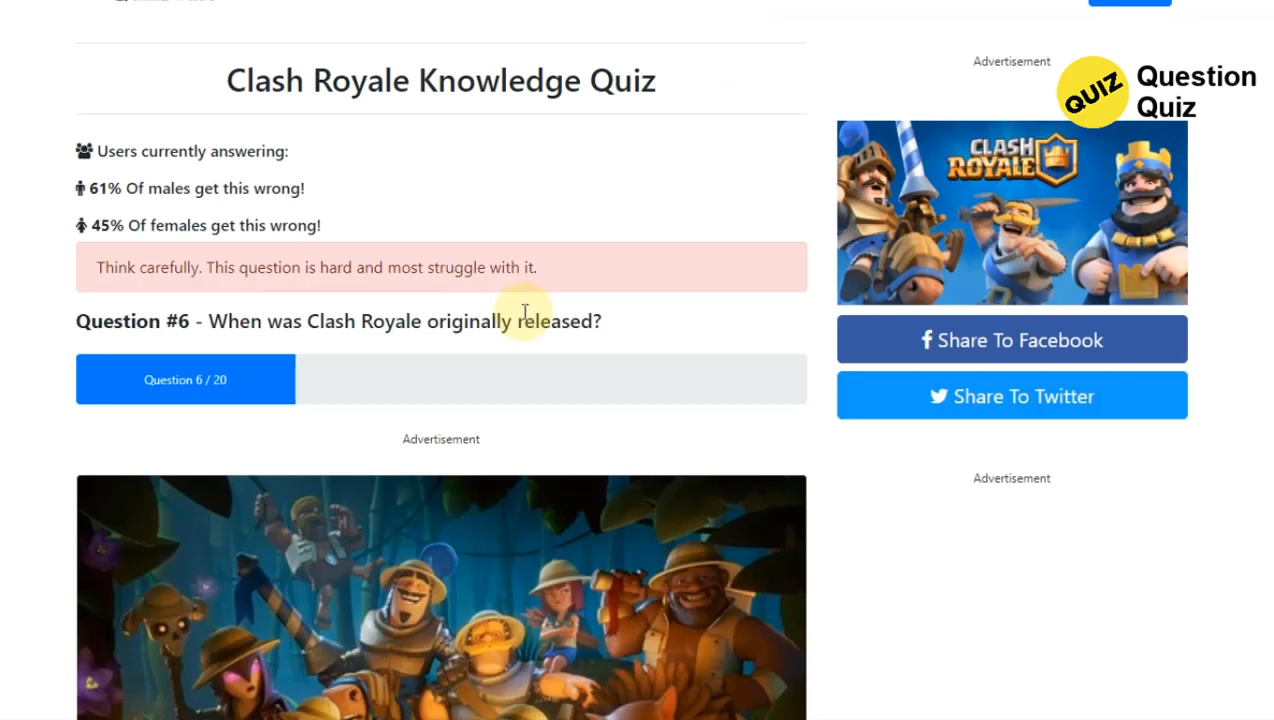 Clash Royale Knowledge Quiz
Users currently answering:
61% Of males get this wrong!
45% Of females get this wrong!
Think carefully. This question is hard and most struggle with it.
Question #6 - When was Clash Royale originally released?
Question 6 / 20
Advertisement
Advertisement
QUIZ
Question
Quiz
CLASH
ROYALE
Share To Facebook
Share To Twitter
Advertisement